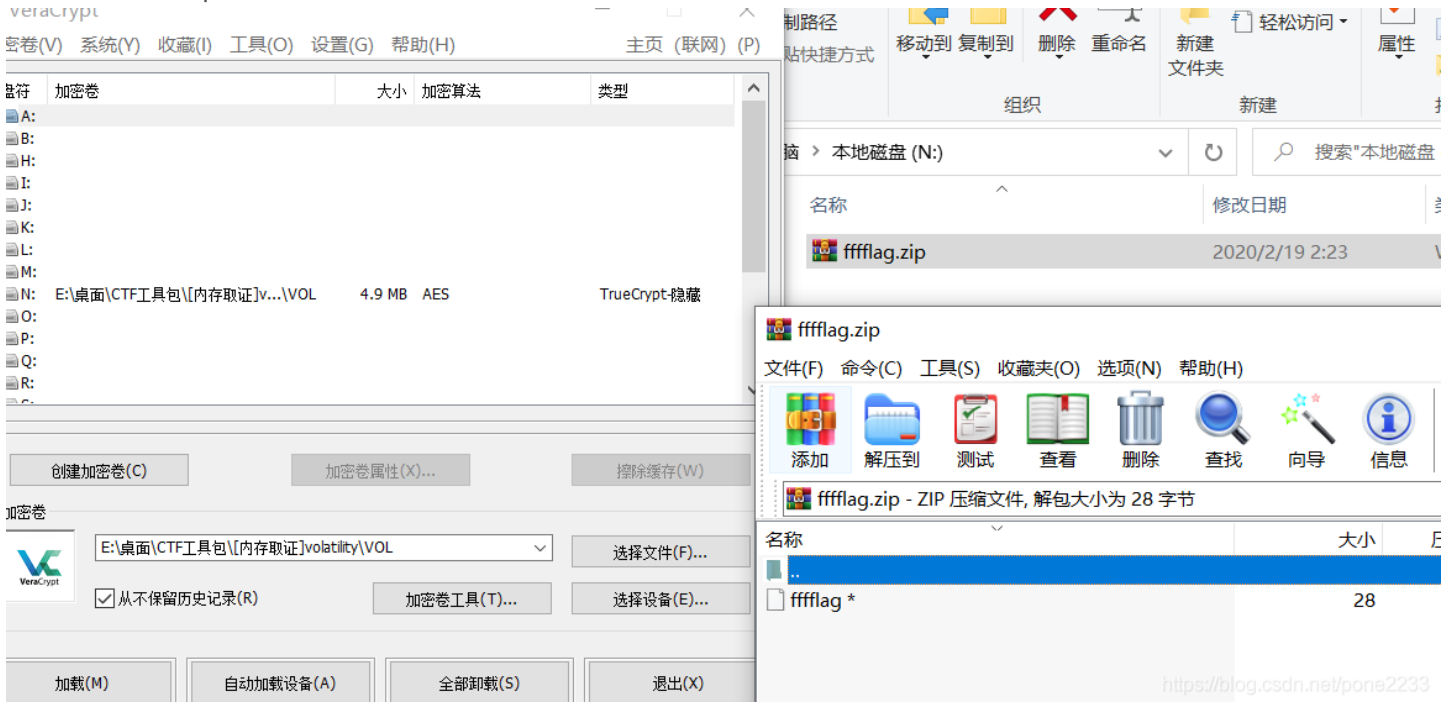 VeraCrypt
密卷(V) 系统(Y) 收藏(I) 工具(O) 设置(G) 帮助(H) 主页 (联网) (P)
盘符 加密卷 大小 加密算法 类型
A:
B:
H:
I:
J:
K:
L:
M:
N: E:\桌面\CTF工具包\[内存取证]v...\VOL 4.9 MB AES TrueCrypt-隐藏
O:
P:
Q:
R:
创建加密卷(C) 加密卷属性(X)... 擦除缓存(W)
加密卷
VeraCrypt
E:\桌面\CTF工具包\[内存取证]volatility\VOL 选择文件(F)...
从不保留历史记录(R) 加密卷工具(T)... 选择设备(E)...
加载(M) 自动加载设备(A) 全部卸载(S) 退出(X)
制路径
贴快捷方式
移动到 复制到 删除 重命名 新建
文件夹
轻松访问
属性
组织 新建
脑 本地磁盘 (N:) 搜索"本地磁盘
名称 修改日期
fffflag.zip 2020/2/19 2:23
fffflag.zip
文件(F) 命令(C) 工具(S) 收藏夹(O) 选项(N) 帮助(H)
添加 解压到 测试 查看 删除 查找 向导 信息
fffflag.zip - ZIP 压缩文件, 解包大小为 28 字节
名称 大小
..
fffflag * 28
https://blog.csdn.net/pone2233